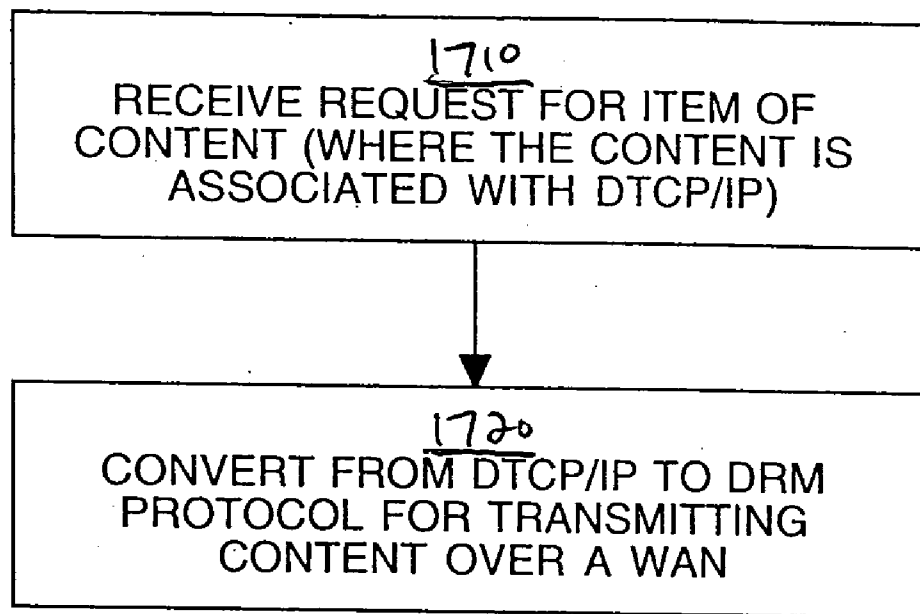 1710
RECEIVE REQUEST FOR ITEM OF
CONTENT (WHERE THE CONTENT IS
ASSOCIATED WITH DTCP/IP)
1720
CONVERT FROM DTCP/IP TO DRM
PROTOCOL FOR TRANSMITTING
CONTENT OVER A WAN